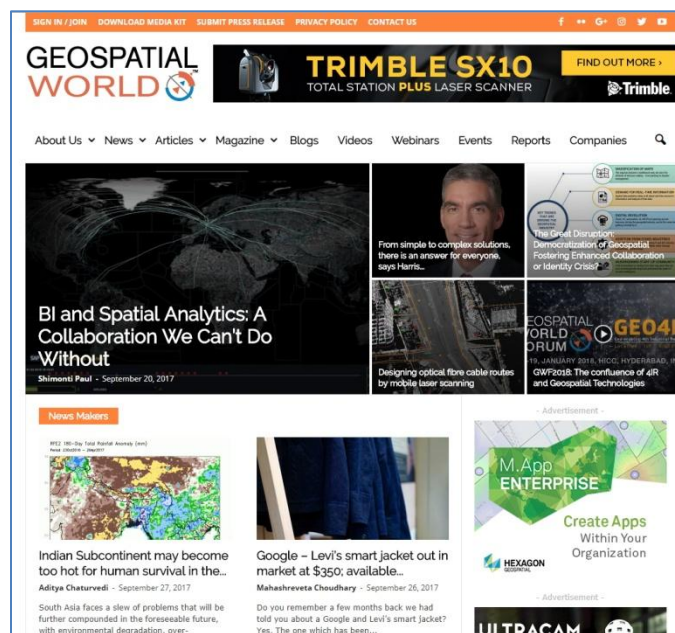 SIGN IN / JOIN DOWNLOAD MEDIA KIT SUBMIT PRESS RELEASE PRIVACY POLICY CONTACT US
GEOSPATIAL
WORLD
TRIMBLE SX10
TOTAL STATION PLUS LASER SCANNER
FIND OUT MORE ›
Trimble
About Us News Articles Magazine Blogs Videos Webinars Events Reports Companies
BI and Spatial Analytics: A
Collaboration We Can't Do
Without
Shimonti Paul - September 20, 2017
From simple to complex solutions,
there is an answer for everyone,
says Harris...
The Great Disruption:
Democratization of Geospatial
Fostering Enhanced Collaboration
or Identity Crisis?
Designing optical fibre cable routes
by mobile laser scanning
EOSPATIAL
WORLD
FORUM
GEO4I
-19, JANUARY 2018, HICC, HYDERABAD, IN
GWF2018: The confluence of 4IR
and Geospatial Technologies
News Makers
Indian Subcontinent may become
too hot for human survival in the...
Aditya Chaturvedi - September 27, 2017
South Asia faces a slew of problems that will be
further compounded in the foreseeable future,
with environmental degradation, over-
Google – Levi's smart jacket out in
market at $350; available...
Mahashreveta Choudhary - September 26, 2017
Do you remember a few months back we had
told you about a Google and Levi's smart jacket?
Yes, The one which has been...
- Advertisement -
M.App
ENTERPRISE
Create Apps
Within Your
Organization
HEXAGON
GEOSPATIAL
- Advertisement -
ULTRACAM